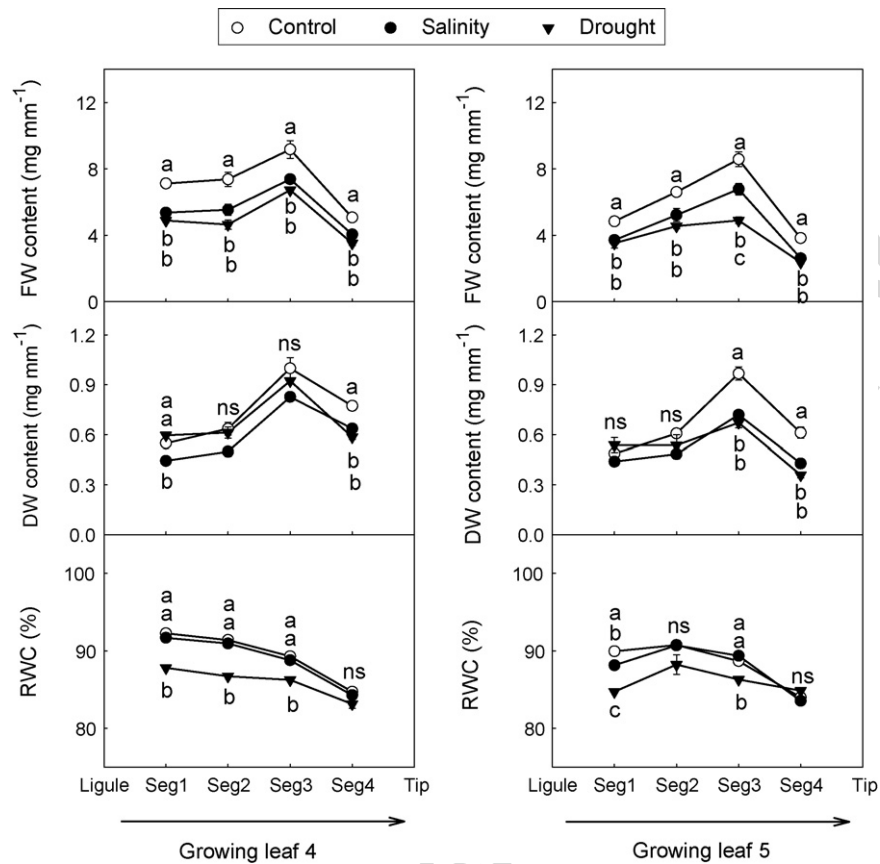 Control Salinity Drought
FW content (mg mm⁻¹)
12
8
4
0
a a a a
b b b b
b b b b
FW content (mg mm⁻¹)
12
8
4
0
a a a a
b b b b
b b c b
DW content (mg mm⁻¹)
1.2
0.9
0.6
0.3
0.0
a ns ns a
a
b b
b
DW content (mg mm⁻¹)
1.2
0.9
0.6
0.3
0.0
ns ns a a
b b
b b
RWC (%)
100
90
80
a a a ns
a a a
b b b
RWC (%)
100
90
80
a ns a ns
b a
c b
Ligule Seg1 Seg2 Seg3 Seg4 Tip
Growing leaf 4
Ligule Seg1 Seg2 Seg3 Seg4 Tip
Growing leaf 5